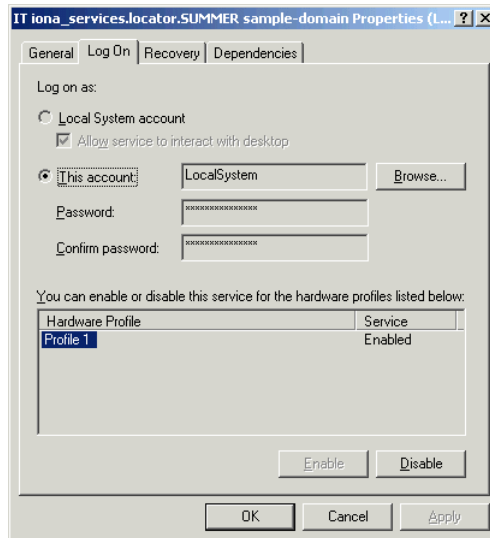 IT iona_services.locator.SUMMER sample-domain Properties (L...
General Log On Recovery Dependencies
Log on as:
Local System account
Allow service to interact with desktop
This account: LocalSystem Browse...
Password: ***************
Confirm password: ***************
You can enable or disable this service for the hardware profiles listed below:
Hardware Profile Service
Profile 1 Enabled
Enable Disable
OK Cancel Apply